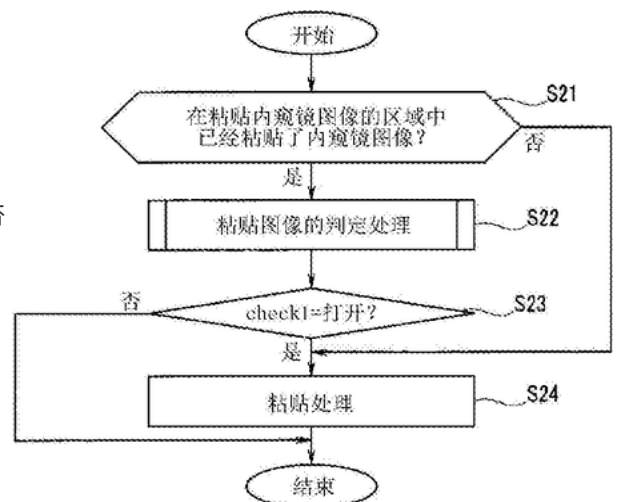 开始
S21
在粘贴内窥镜图像的区域中
已经粘贴了内窥镜图像?
否
是
粘贴图像的判定处理
S22
否
check1=打开?
S23
是
粘贴处理
S24
结束